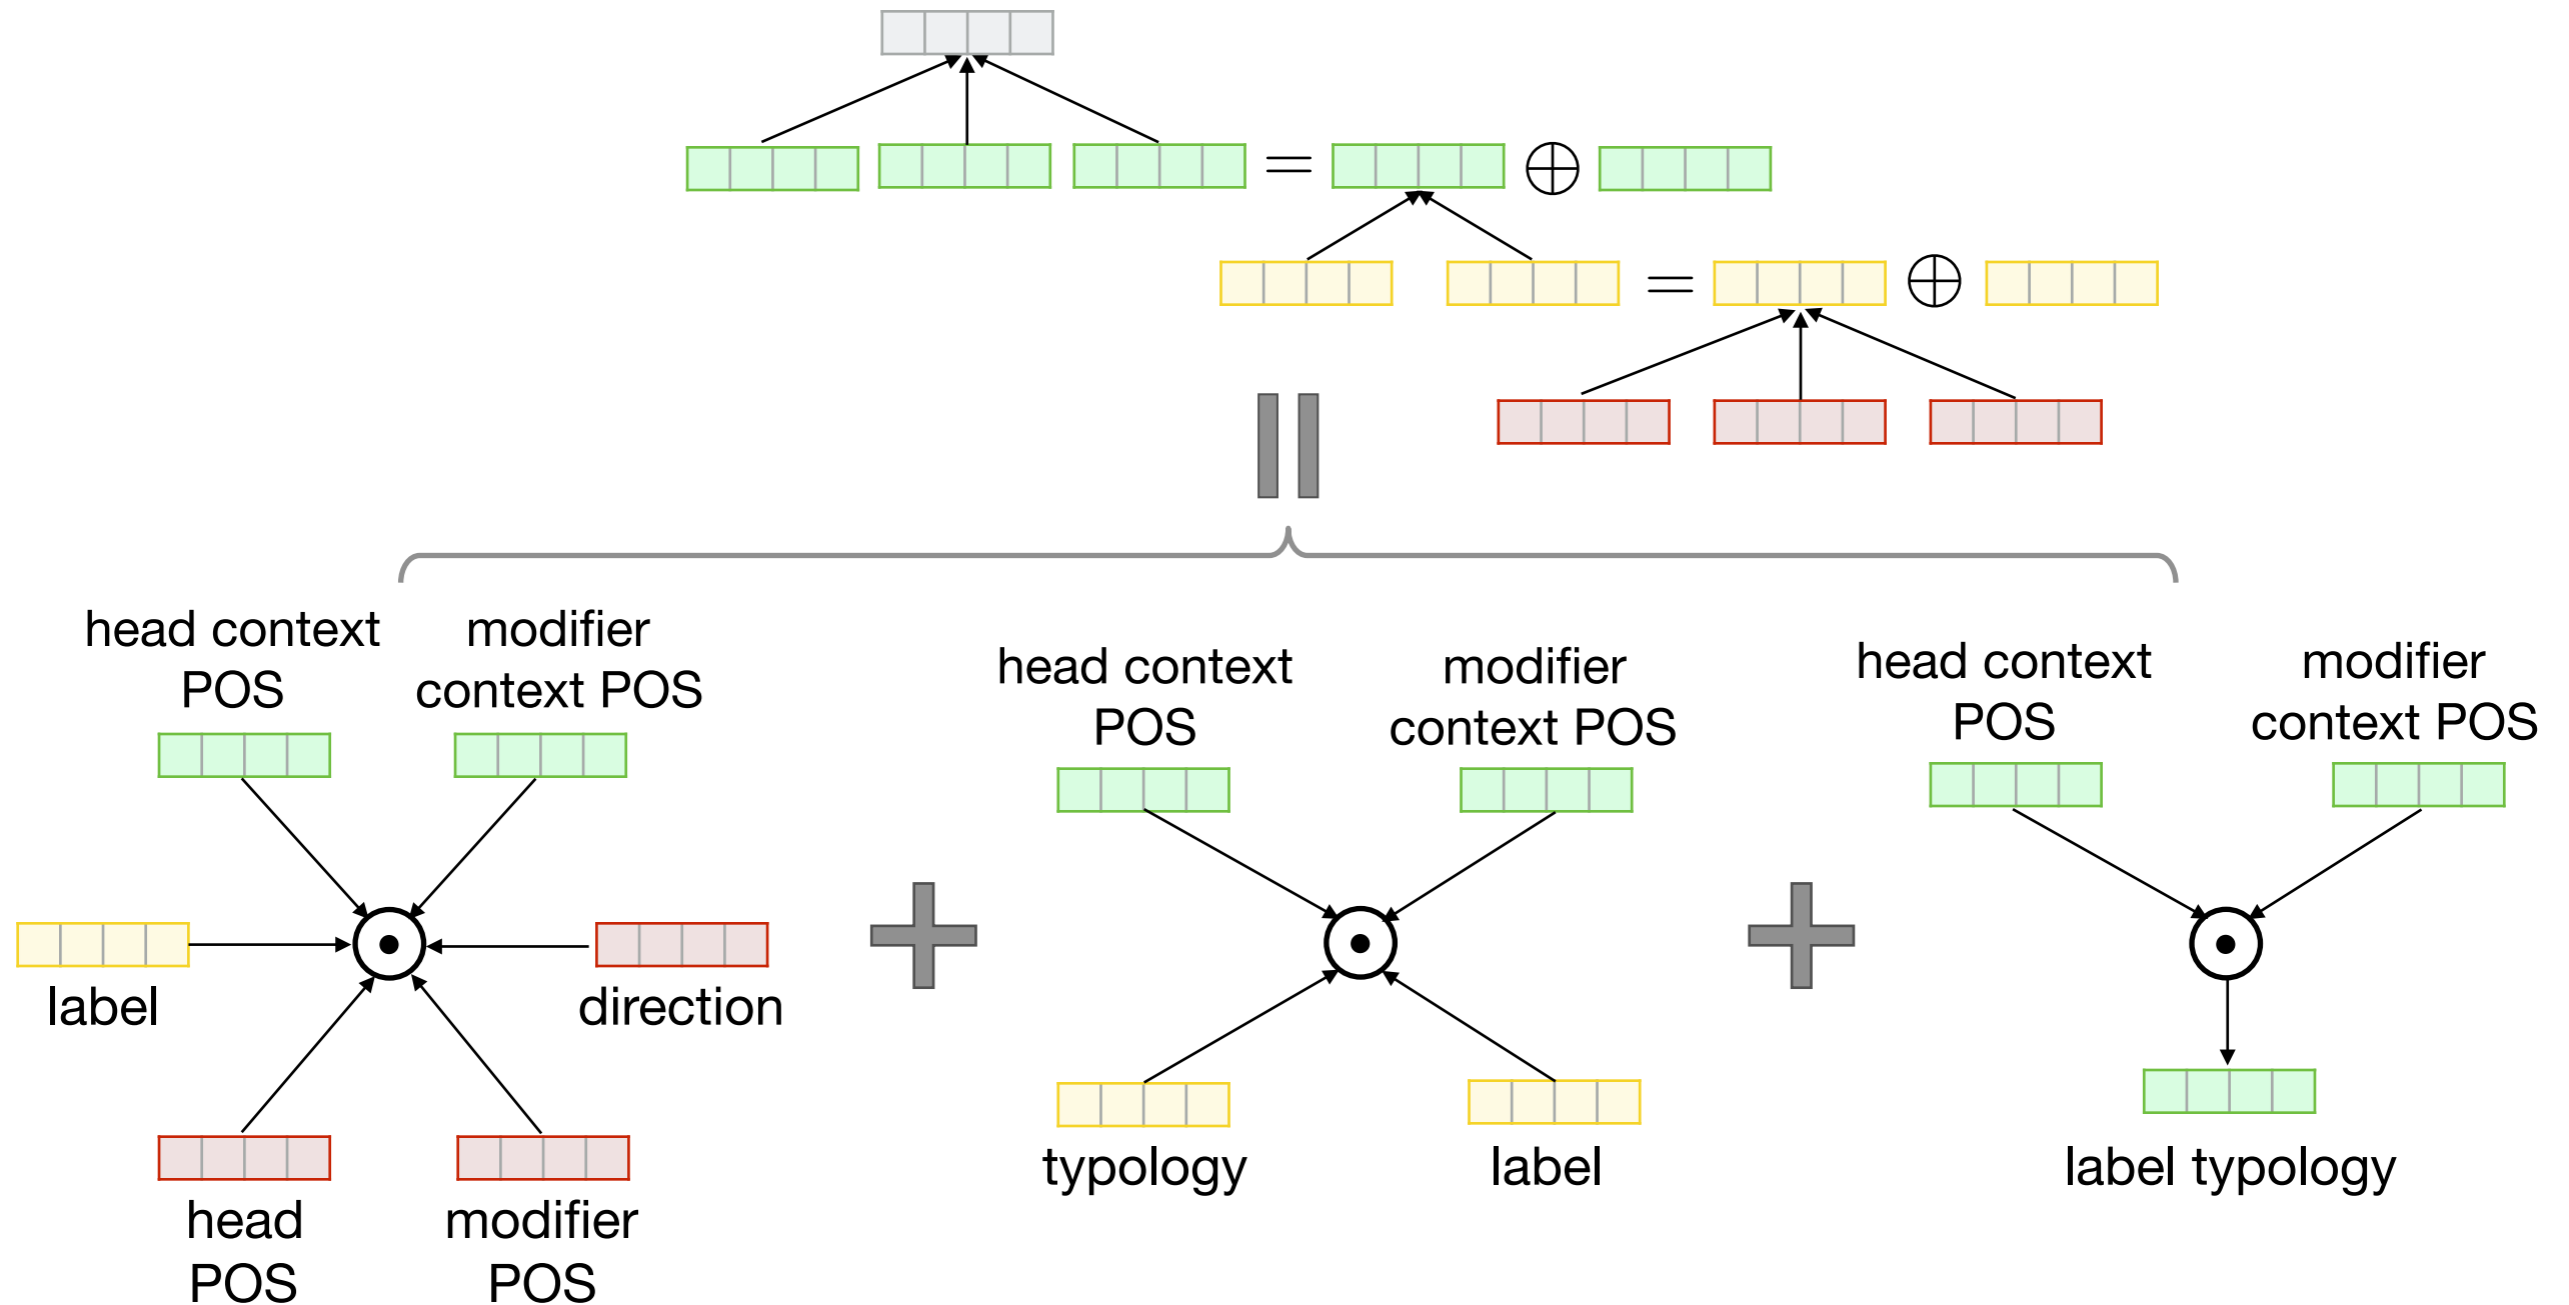 head context
POS
modifier
context POS
label
direction
head
POS
modifier
POS
head context
POS
modifier
context POS
typology
label
head context
POS
modifier
context POS
label typology